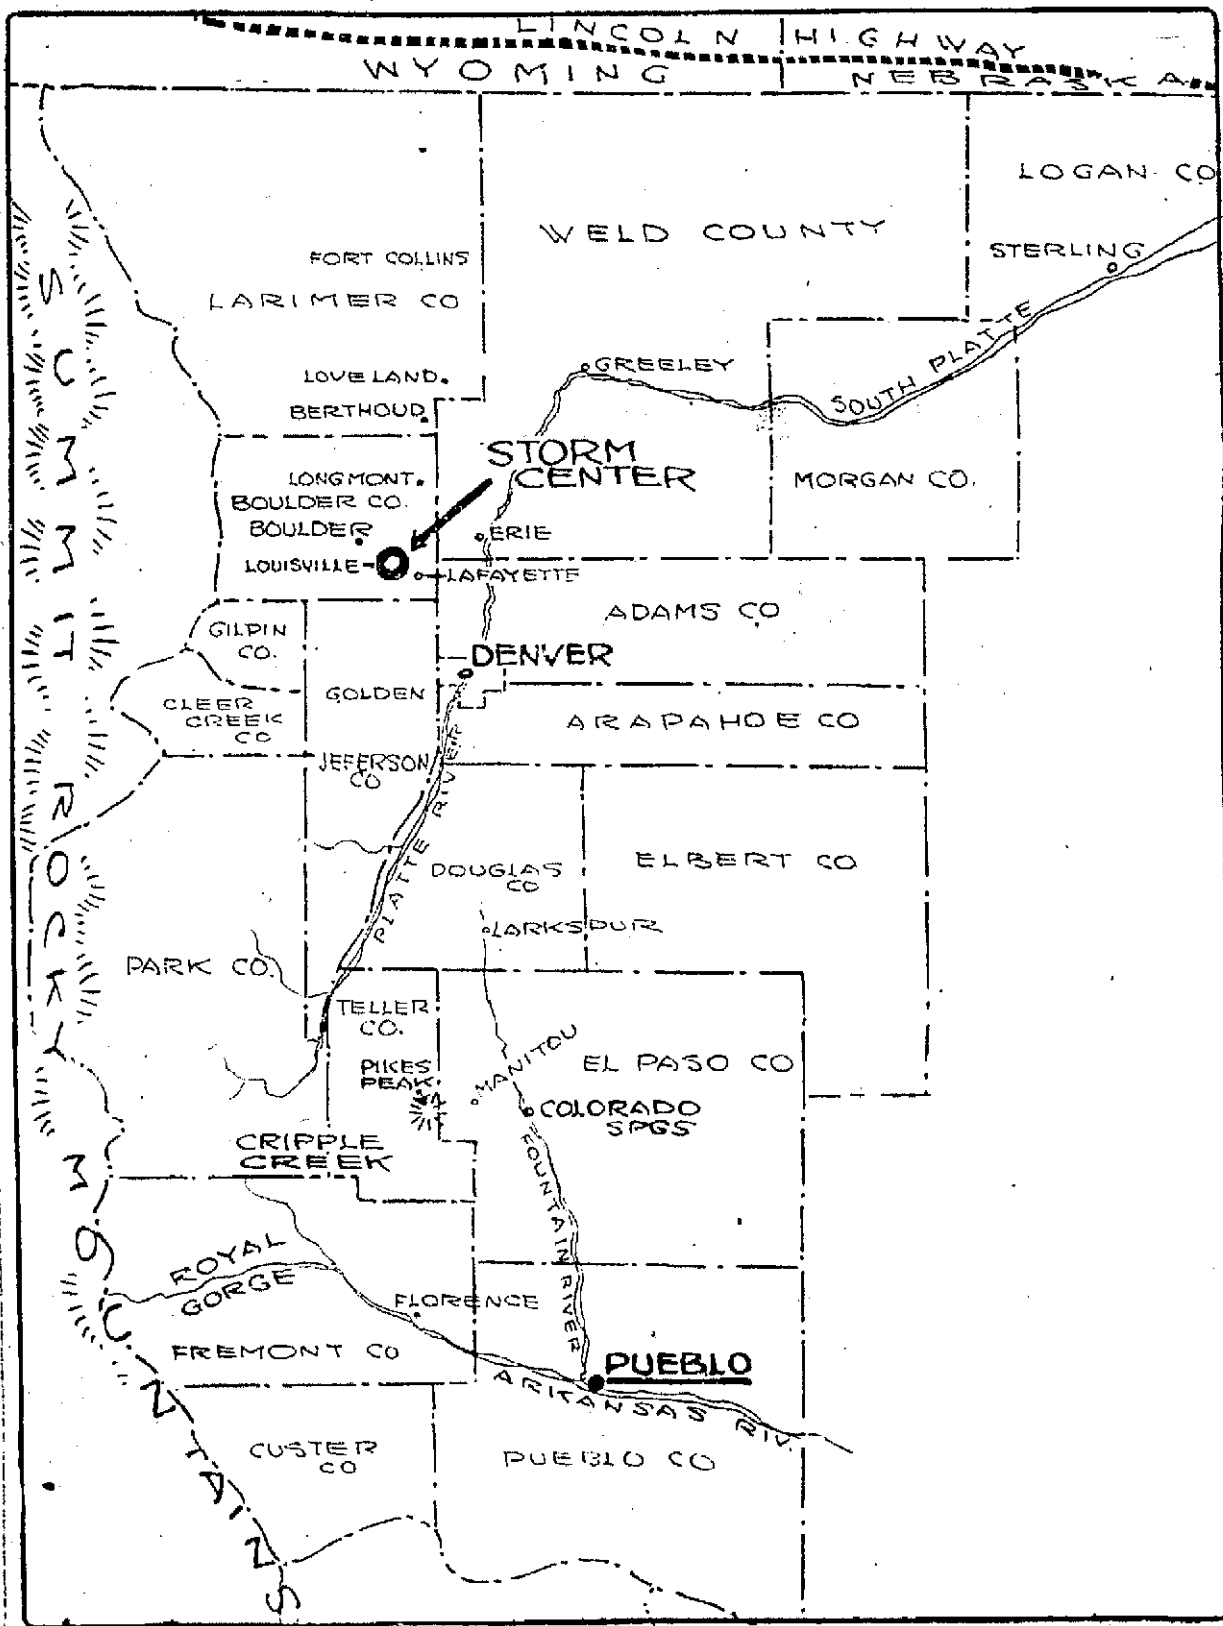 LINCOLN HIGHWAY
WYOMING
NEBRASKA
LOGAN CO
WELD COUNTY
STERLING
FORT COLLINS
LARIMER CO
SOUTH PLATTE
GREELEY
LOVELAND
BERTHOUD
STORM
CENTER
LONGMONT
BOULDER CO.
MORGAN CO.
BOULDER
ERIE
LOUISVILLE
LAFAYETTE
ADAMS CO
GILPIN
CO.
DENVER
GOLDEN
CLEER
CREEK
CO
ARAPAHOE CO
JEFERSON
CO
PLATTE RIVER
DOUGLAS
CO
ELBERT CO
LARKSPUR
PARK CO.
TELLER
CO.
MANITOU
EL PASO CO
PIKES
PEAK
COLORADO
SPGS
CRIPPLE
CREEK
FOUNTAIN RIVER
ROYAL
GORGE
FLORENCE
FREMONT CO
PUEBLO
ARKANSAS RIV.
CUSTER
CO
PUEBLO CO
SUMMIT ROCKY MOUNTAINS